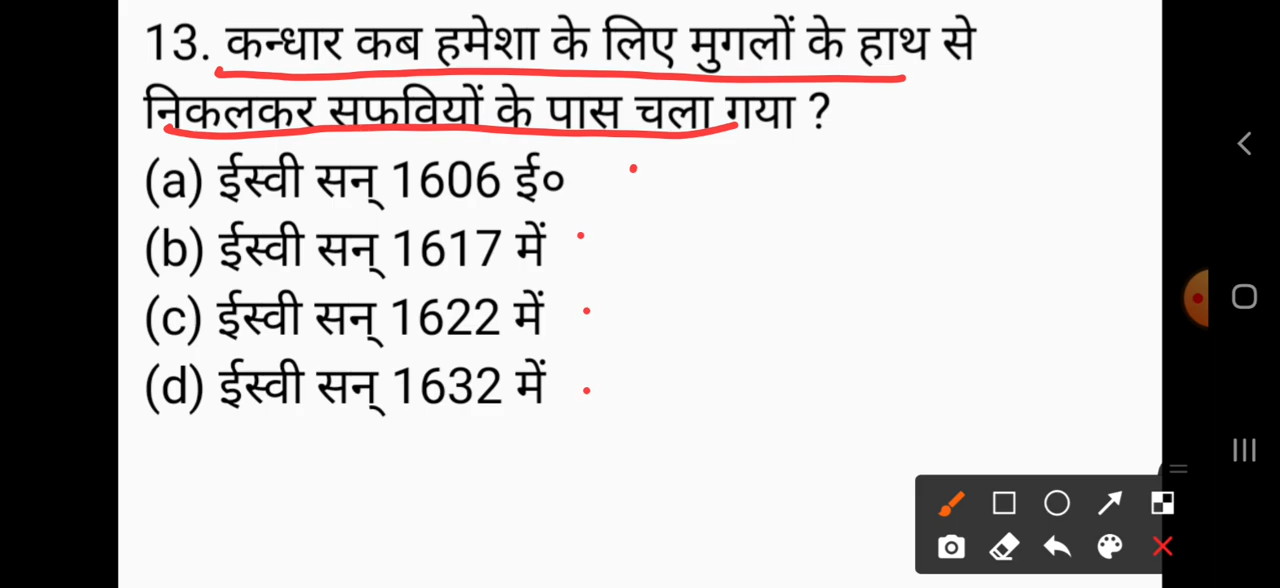 13. कन्धार कब हमेशा के लिए मुगलों के हाथ से
निकलकर सफवियों के पास चला गया ?
(a) ईस्वी सन् 1606 ई०
(b) ईस्वी सन् 1617 में
(c) ईस्वी सन् 1622 में
(d) ईस्वी सन् 1632 में